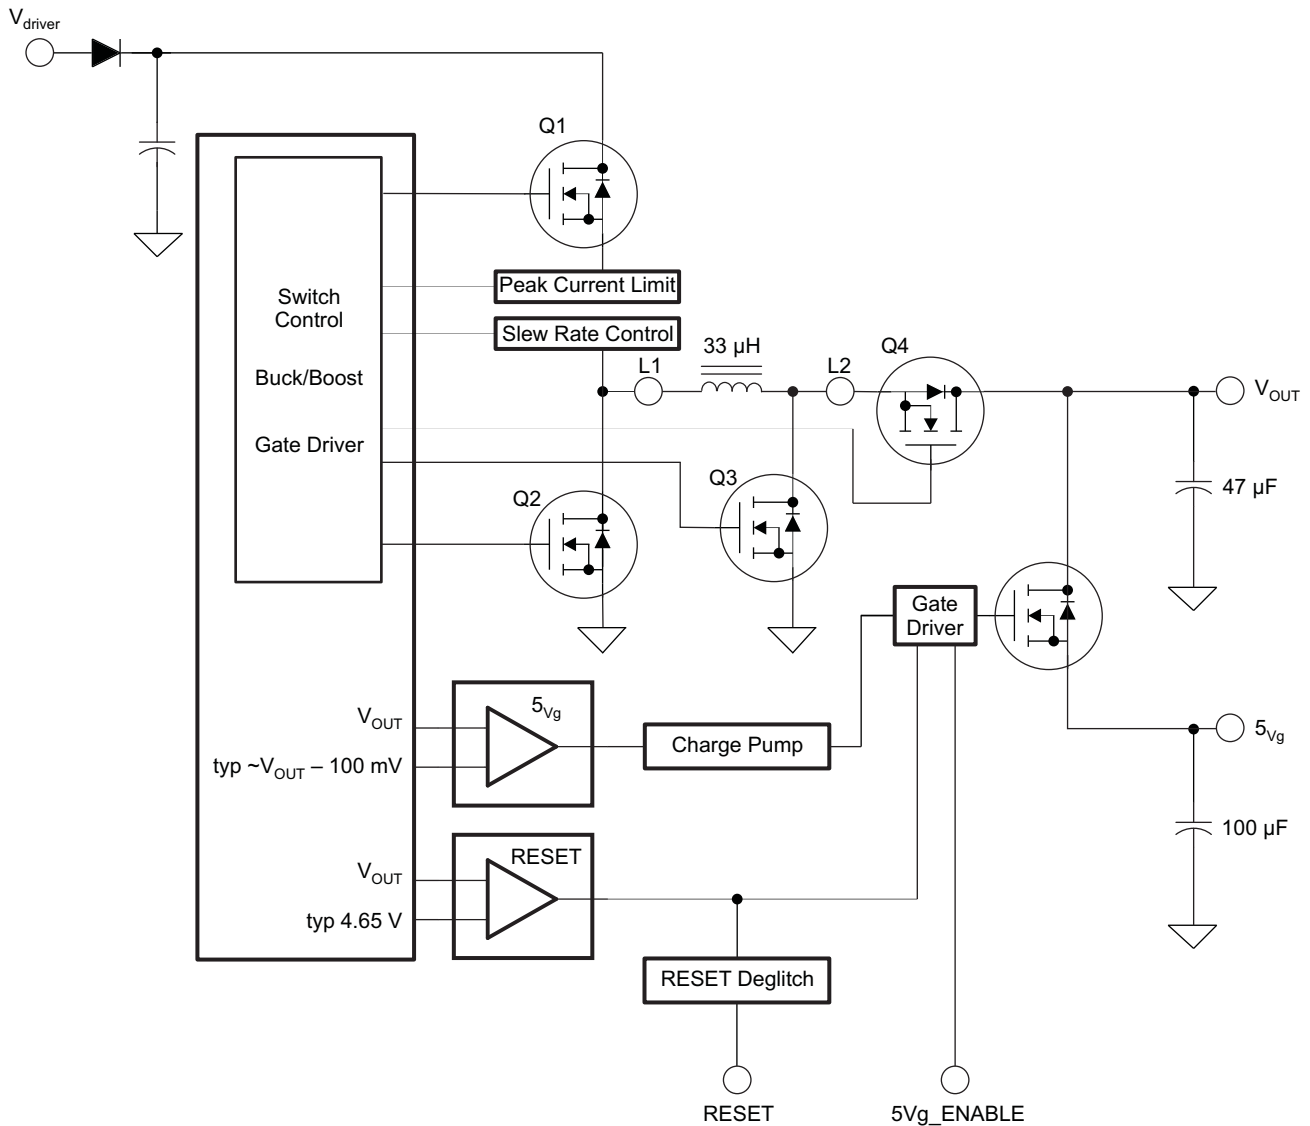 Vdriver
Q1
Peak Current Limit
Switch
Control
Slew Rate Control
33 µH
Q4
L1
L2
Buck/Boost
VOUT
Gate Driver
Q3
47 µF
Q2
Gate
Driver
5Vg
VOUT
5Vg
Charge Pump
typ ~VOUT – 100 mV
100 µF
RESET
VOUT
typ 4.65 V
RESET Deglitch
RESET
5Vg_ENABLE